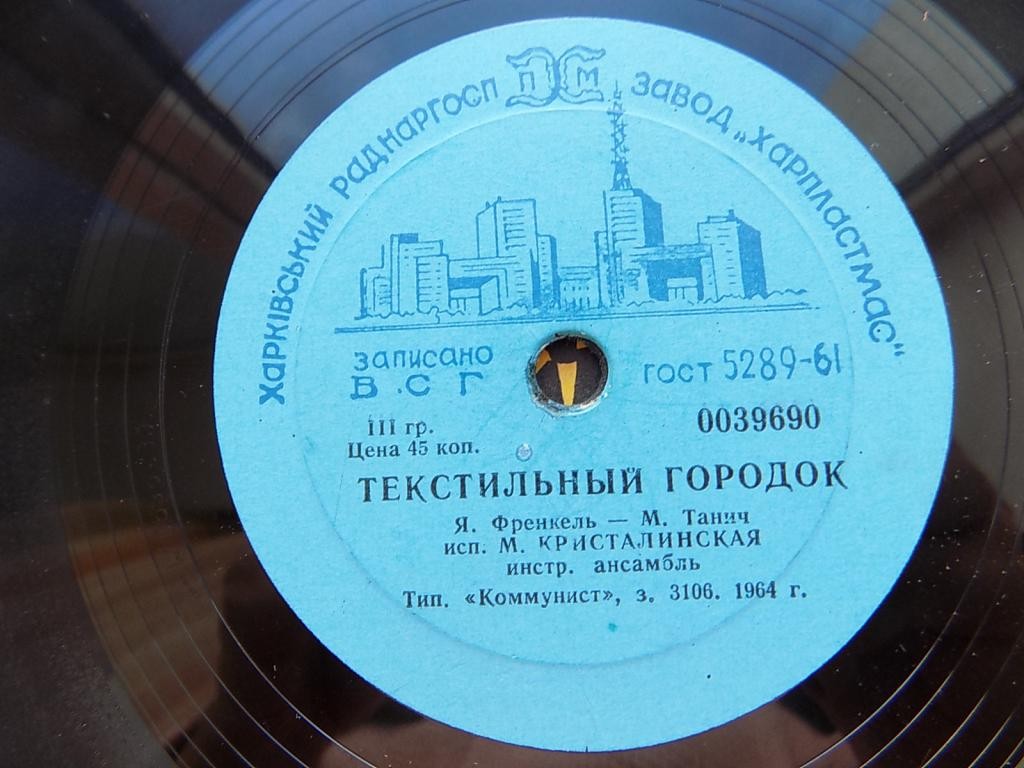 Харківський раднаргосп ПМ завод „Харпластмас“
записано
В.С Г
ГОСТ 5289-61
III гр.
Цена 45 коп.
0039690
ТЕКСТИЛЬНЫЙ ГОРОДОК
Я. Френкель — М. Танич
исп. М. КРИСТАЛИНСКАЯ
инстр. ансамбль
Тип. «Коммунист», з. 3106. 1964 г.